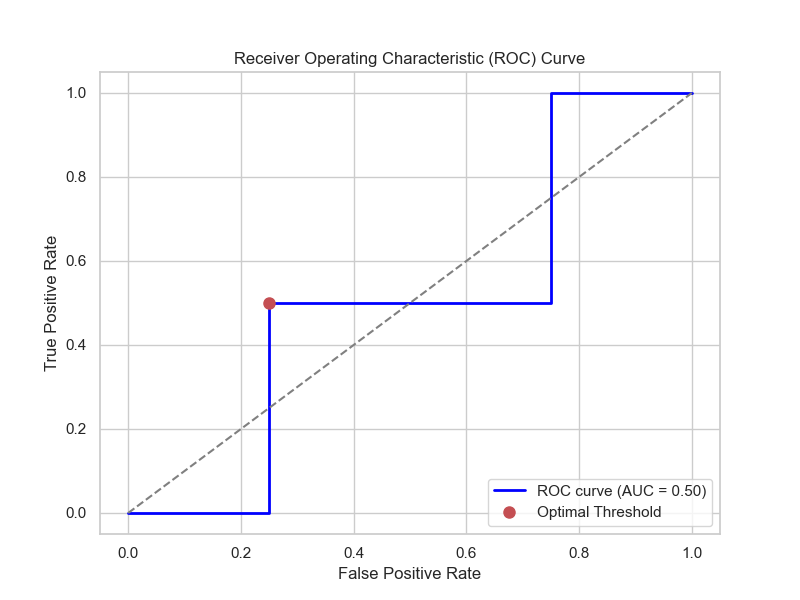 Receiver Operating Characteristic (ROC) Curve
True Positive Rate
1.0
0.8
0.6
0.4
0.2
0.0
ROC curve (AUC = 0.50)
Optimal Threshold
0.0 0.2 0.4 0.6 0.8 1.0
False Positive Rate